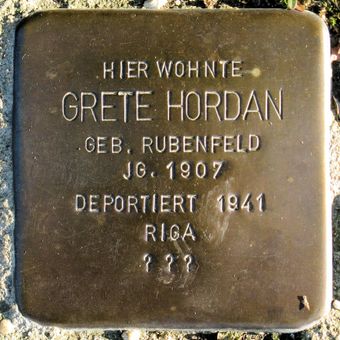 HIER WOHNTE
GRETE HORDAN
GEB. RUBENFELD
JG. 1907
DEPORTIERT 1941
RIGA
? ? ?